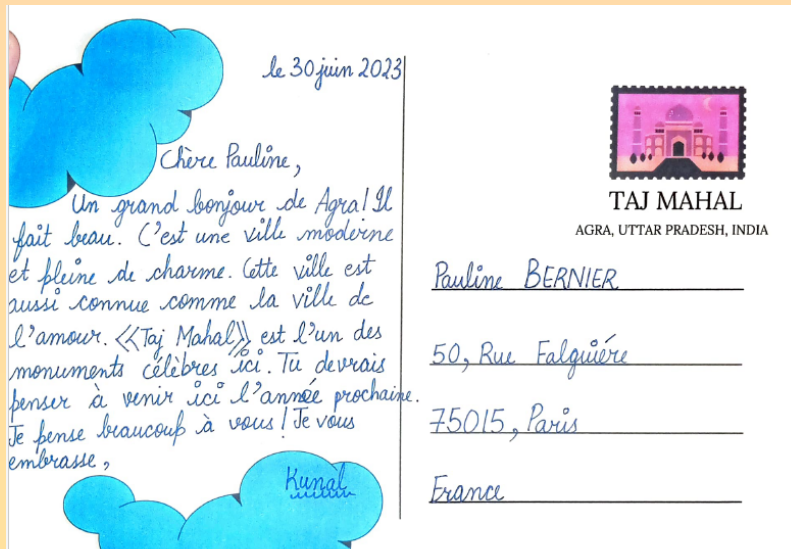 le 30 juin 2023
Chère Pauline,
Un grand bonjour de Agra! Il
fait beau. C'est une ville moderne
et pleine de charme. Cette ville est
aussi connue comme la ville de
l'amour. <<Taj Mahal>> est l'un des
monuments célèbres ici. Tu devrais
penser à venir ici l'année prochaine.
Je pense beaucoup à vous! Je vous
embrasse,
Kunal
TAJ MAHAL
AGRA, UTTAR PRADESH, INDIA
Pauline BERNIER
50, Rue Falguiére
75015, Paris
France